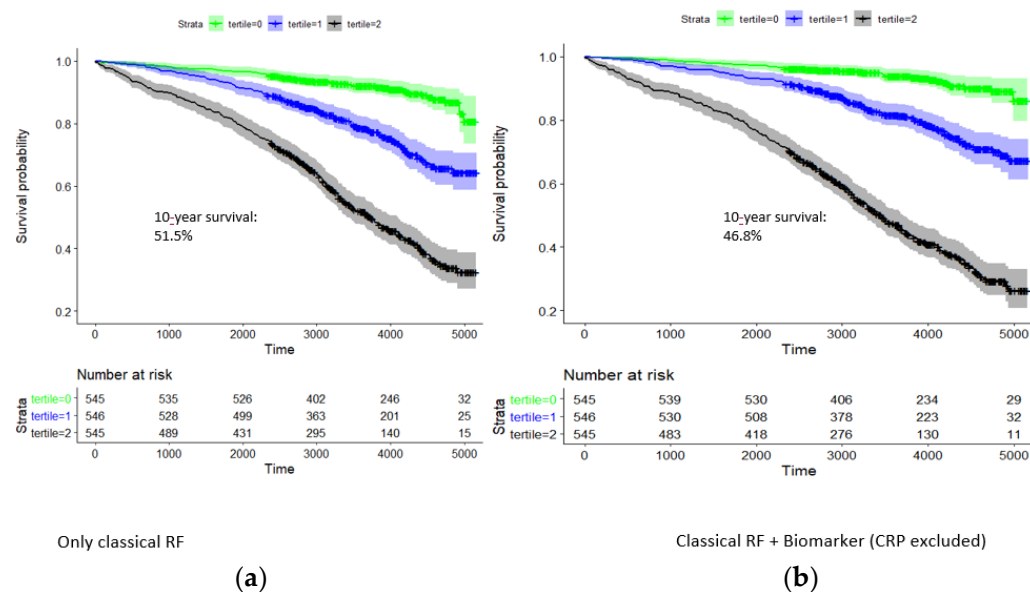 Strata tertile=0 tertile=1 tertile=2
Survival probability
1.0
0.8
0.6
0.4
0.2
10-year survival:
51.5%
0 1000 2000 3000 4000 5000
Time
Number at risk
Strata
tertile=0 545 535 526 402 246 32
tertile=1 546 528 499 363 201 25
tertile=2 545 489 431 295 140 15
0 1000 2000 3000 4000 5000
Time
Only classical RF
(a)
Strata tertile=0 tertile=1 tertile=2
Survival probability
1.0
0.8
0.6
0.4
0.2
10-year survival:
46.8%
0 1000 2000 3000 4000 5000
Time
Number at risk
Strata
tertile=0 545 539 530 406 234 29
tertile=1 546 530 508 378 223 32
tertile=2 545 483 418 276 130 11
0 1000 2000 3000 4000 5000
Time
Classical RF + Biomarker (CRP excluded)
(b)